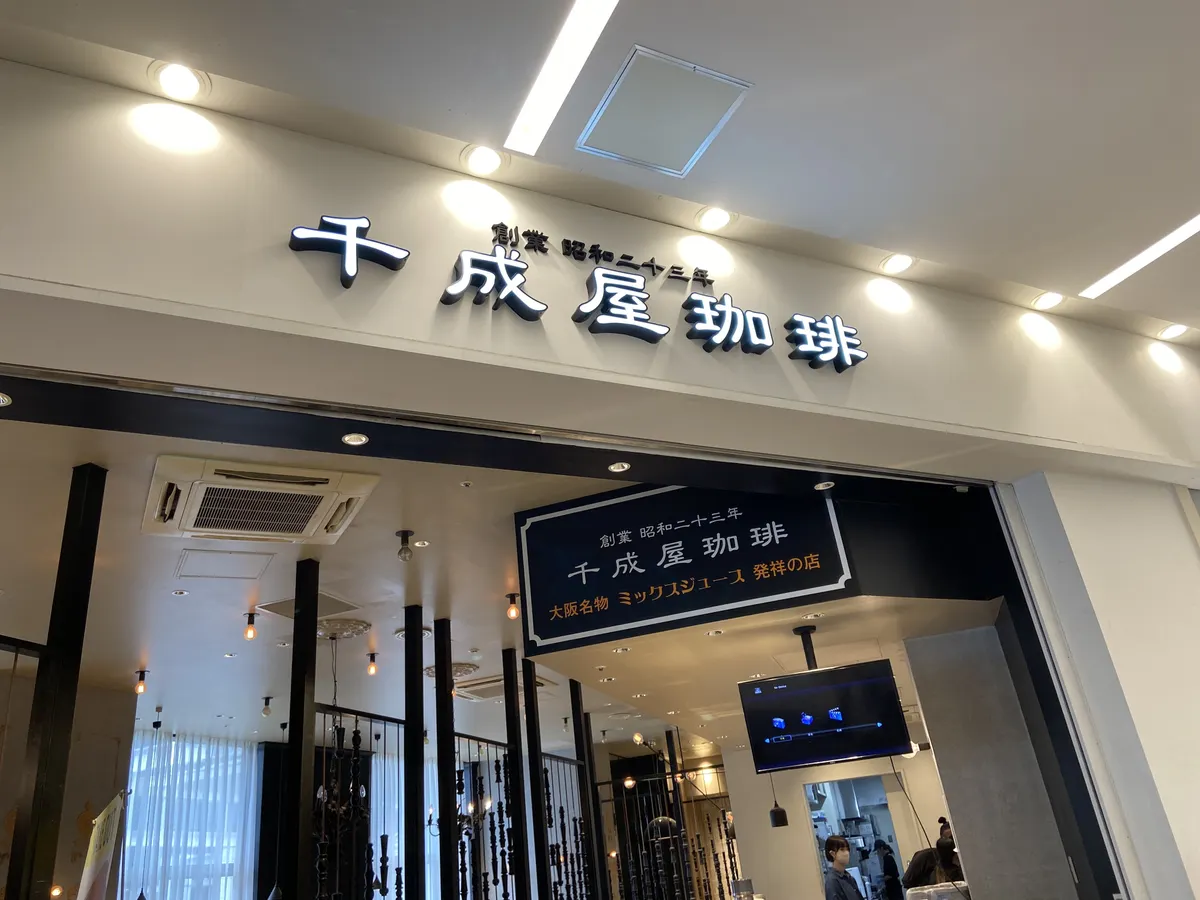 創業 昭和二十三年
千成屋珈琲
創業 昭和二十三年
千成屋珈琲
大阪名物 ミックスジュース 発祥の店